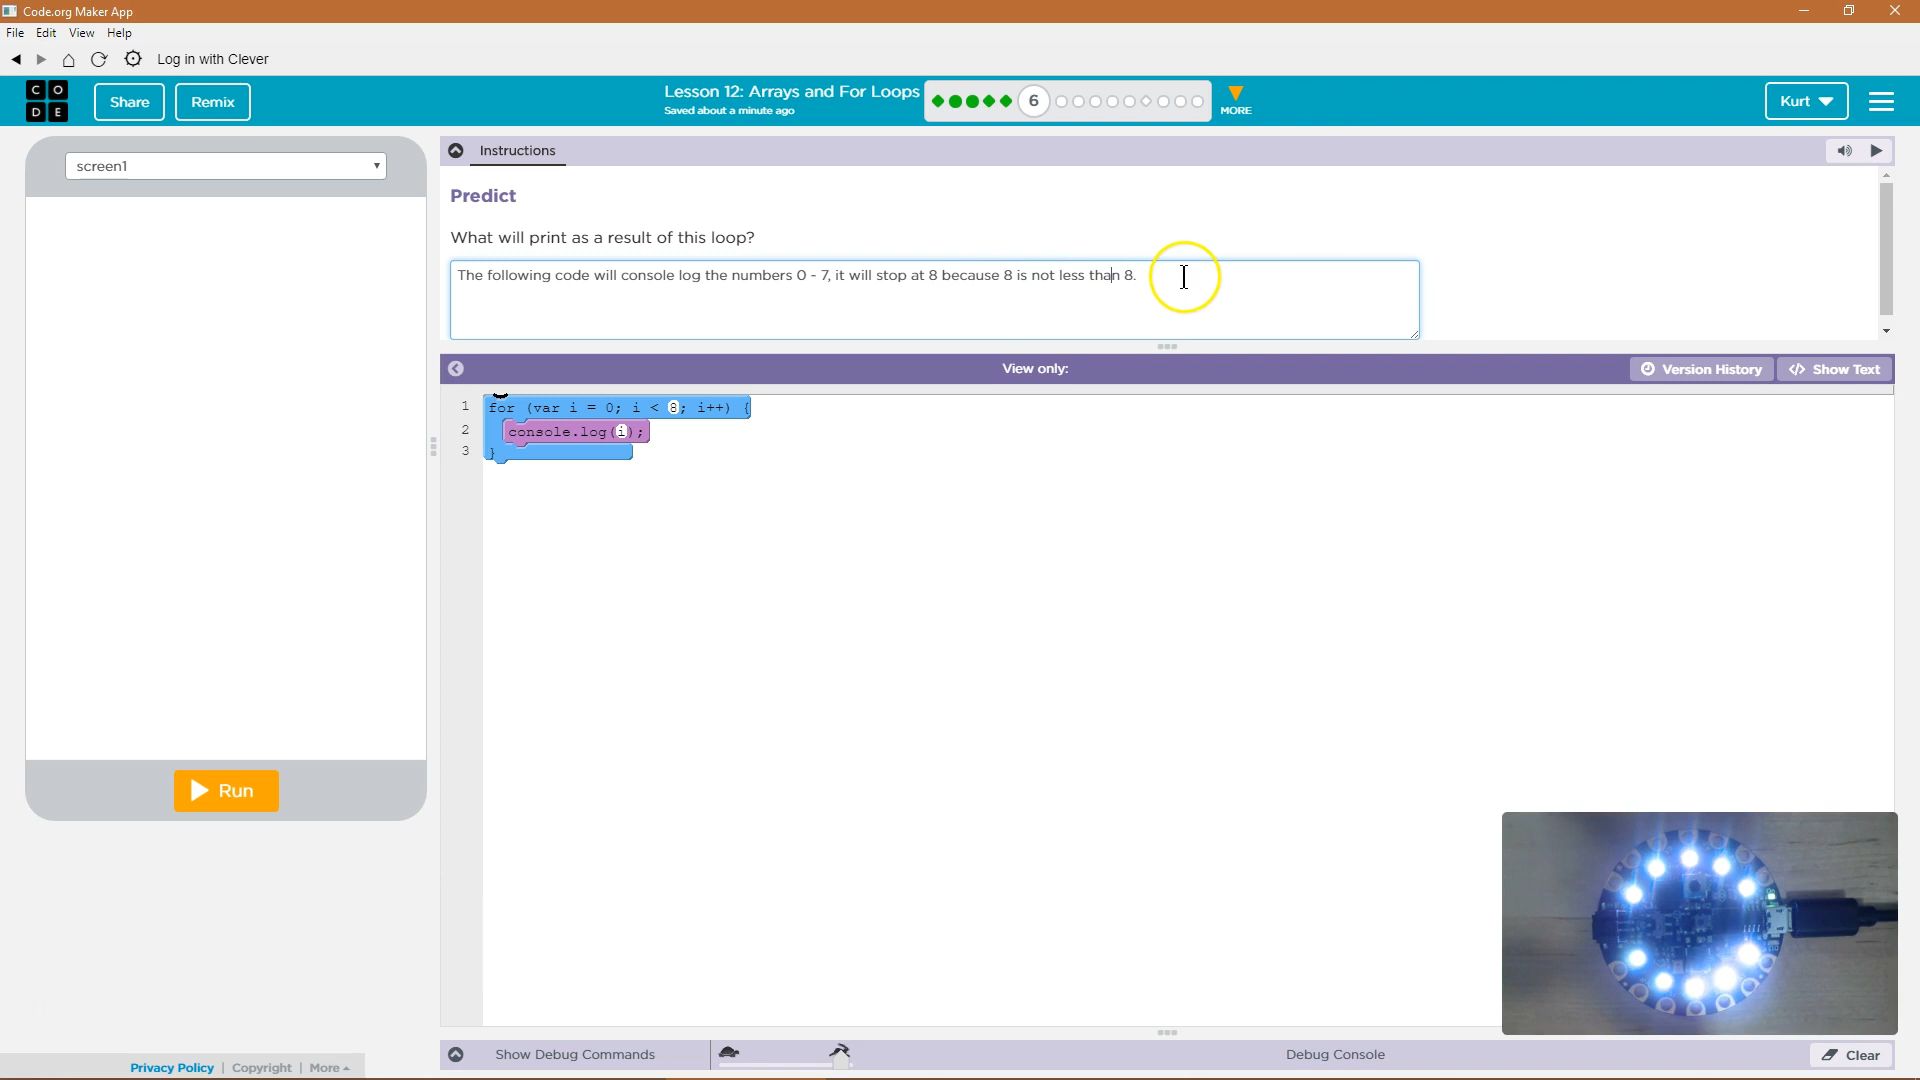 Code.org Maker App
File Edit View Help
Log in with Clever
C O
D E
Share
Remix
Lesson 12: Arrays and For Loops
Saved about a minute ago
6
MORE
Kurt
screen1
Instructions
Predict
What will print as a result of this loop?
The following code will console log the numbers 0 - 7, it will stop at 8 because 8 is not less than 8.
View only:
Version History
</> Show Text
1 for (var i = 0; i < 8; i++) {
2 console.log(i);
3 }
Run
Show Debug Commands
Debug Console
Clear
Privacy Policy | Copyright | More